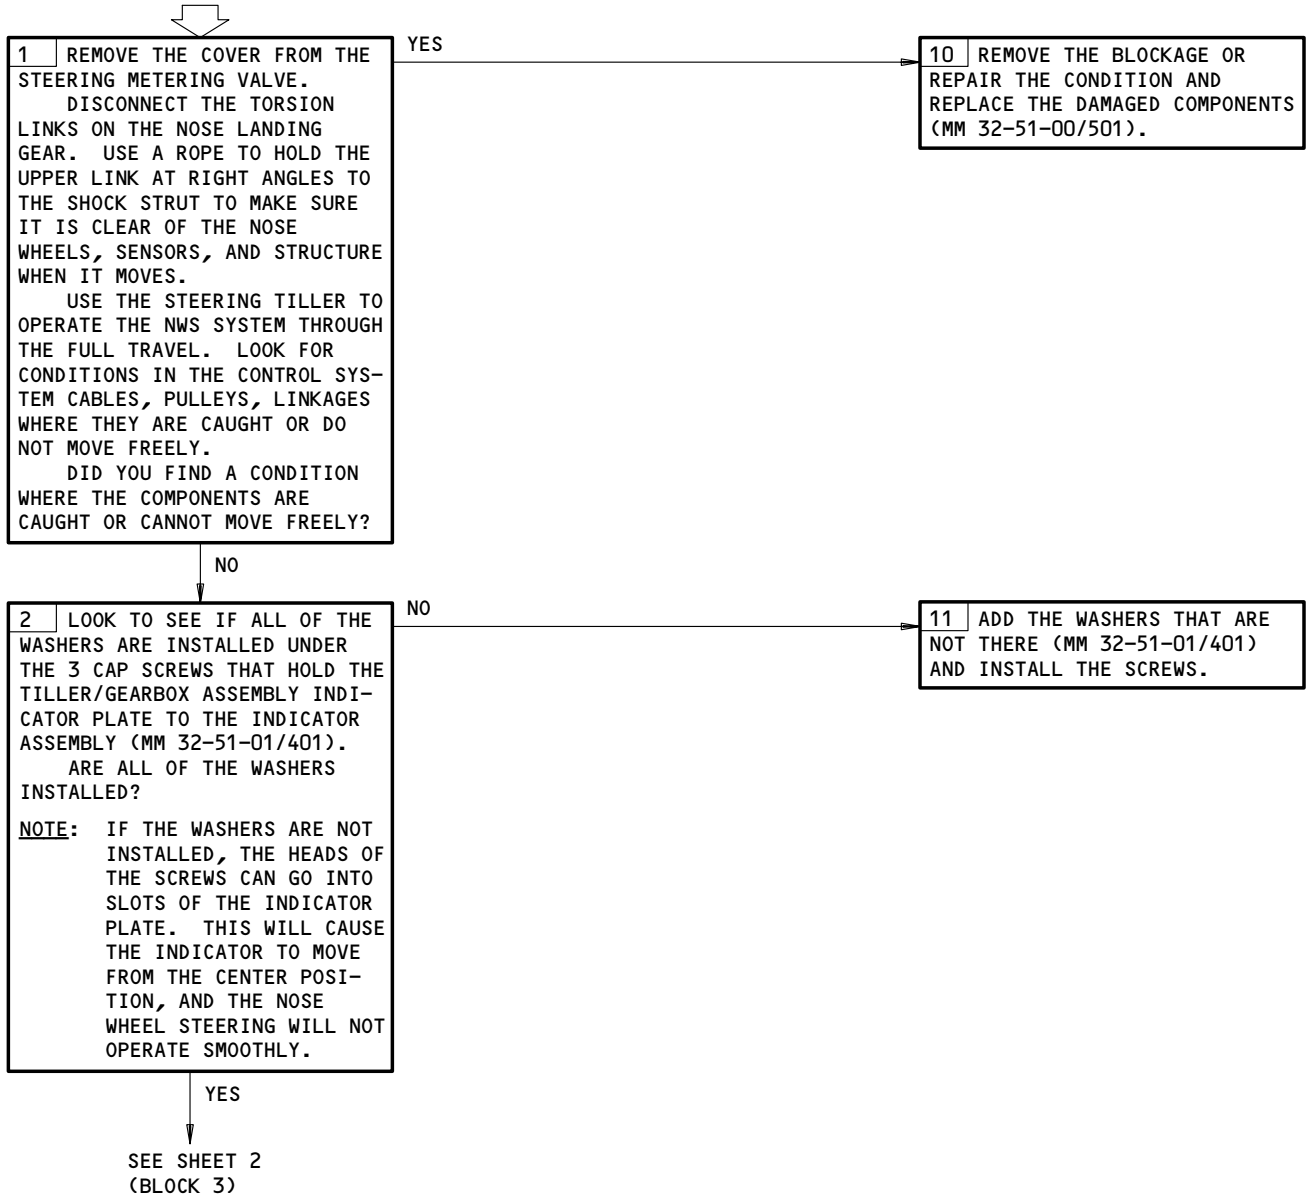 1 REMOVE THE COVER FROM THE
STEERING METERING VALVE.
DISCONNECT THE TORSION
LINKS ON THE NOSE LANDING
GEAR. USE A ROPE TO HOLD THE
UPPER LINK AT RIGHT ANGLES TO
THE SHOCK STRUT TO MAKE SURE
IT IS CLEAR OF THE NOSE
WHEELS, SENSORS, AND STRUCTURE
WHEN IT MOVES.
USE THE STEERING TILLER TO
OPERATE THE NWS SYSTEM THROUGH
THE FULL TRAVEL. LOOK FOR
CONDITIONS IN THE CONTROL SYS-
TEM CABLES, PULLEYS, LINKAGES
WHERE THEY ARE CAUGHT OR DO
NOT MOVE FREELY.
DID YOU FIND A CONDITION
WHERE THE COMPONENTS ARE
CAUGHT OR CANNOT MOVE FREELY?
YES
10 REMOVE THE BLOCKAGE OR
REPAIR THE CONDITION AND
REPLACE THE DAMAGED COMPONENTS
(MM 32-51-00/501).
NO
2 LOOK TO SEE IF ALL OF THE
WASHERS ARE INSTALLED UNDER
THE 3 CAP SCREWS THAT HOLD THE
TILLER/GEARBOX ASSEMBLY INDI-
CATOR PLATE TO THE INDICATOR
ASSEMBLY (MM 32-51-01/401).
ARE ALL OF THE WASHERS
INSTALLED?
NOTE: IF THE WASHERS ARE NOT
INSTALLED, THE HEADS OF
THE SCREWS CAN GO INTO
SLOTS OF THE INDICATOR
PLATE. THIS WILL CAUSE
THE INDICATOR TO MOVE
FROM THE CENTER POSI-
TION, AND THE NOSE
WHEEL STEERING WILL NOT
OPERATE SMOOTHLY.
NO
11 ADD THE WASHERS THAT ARE
NOT THERE (MM 32-51-01/401)
AND INSTALL THE SCREWS.
YES
SEE SHEET 2
(BLOCK 3)